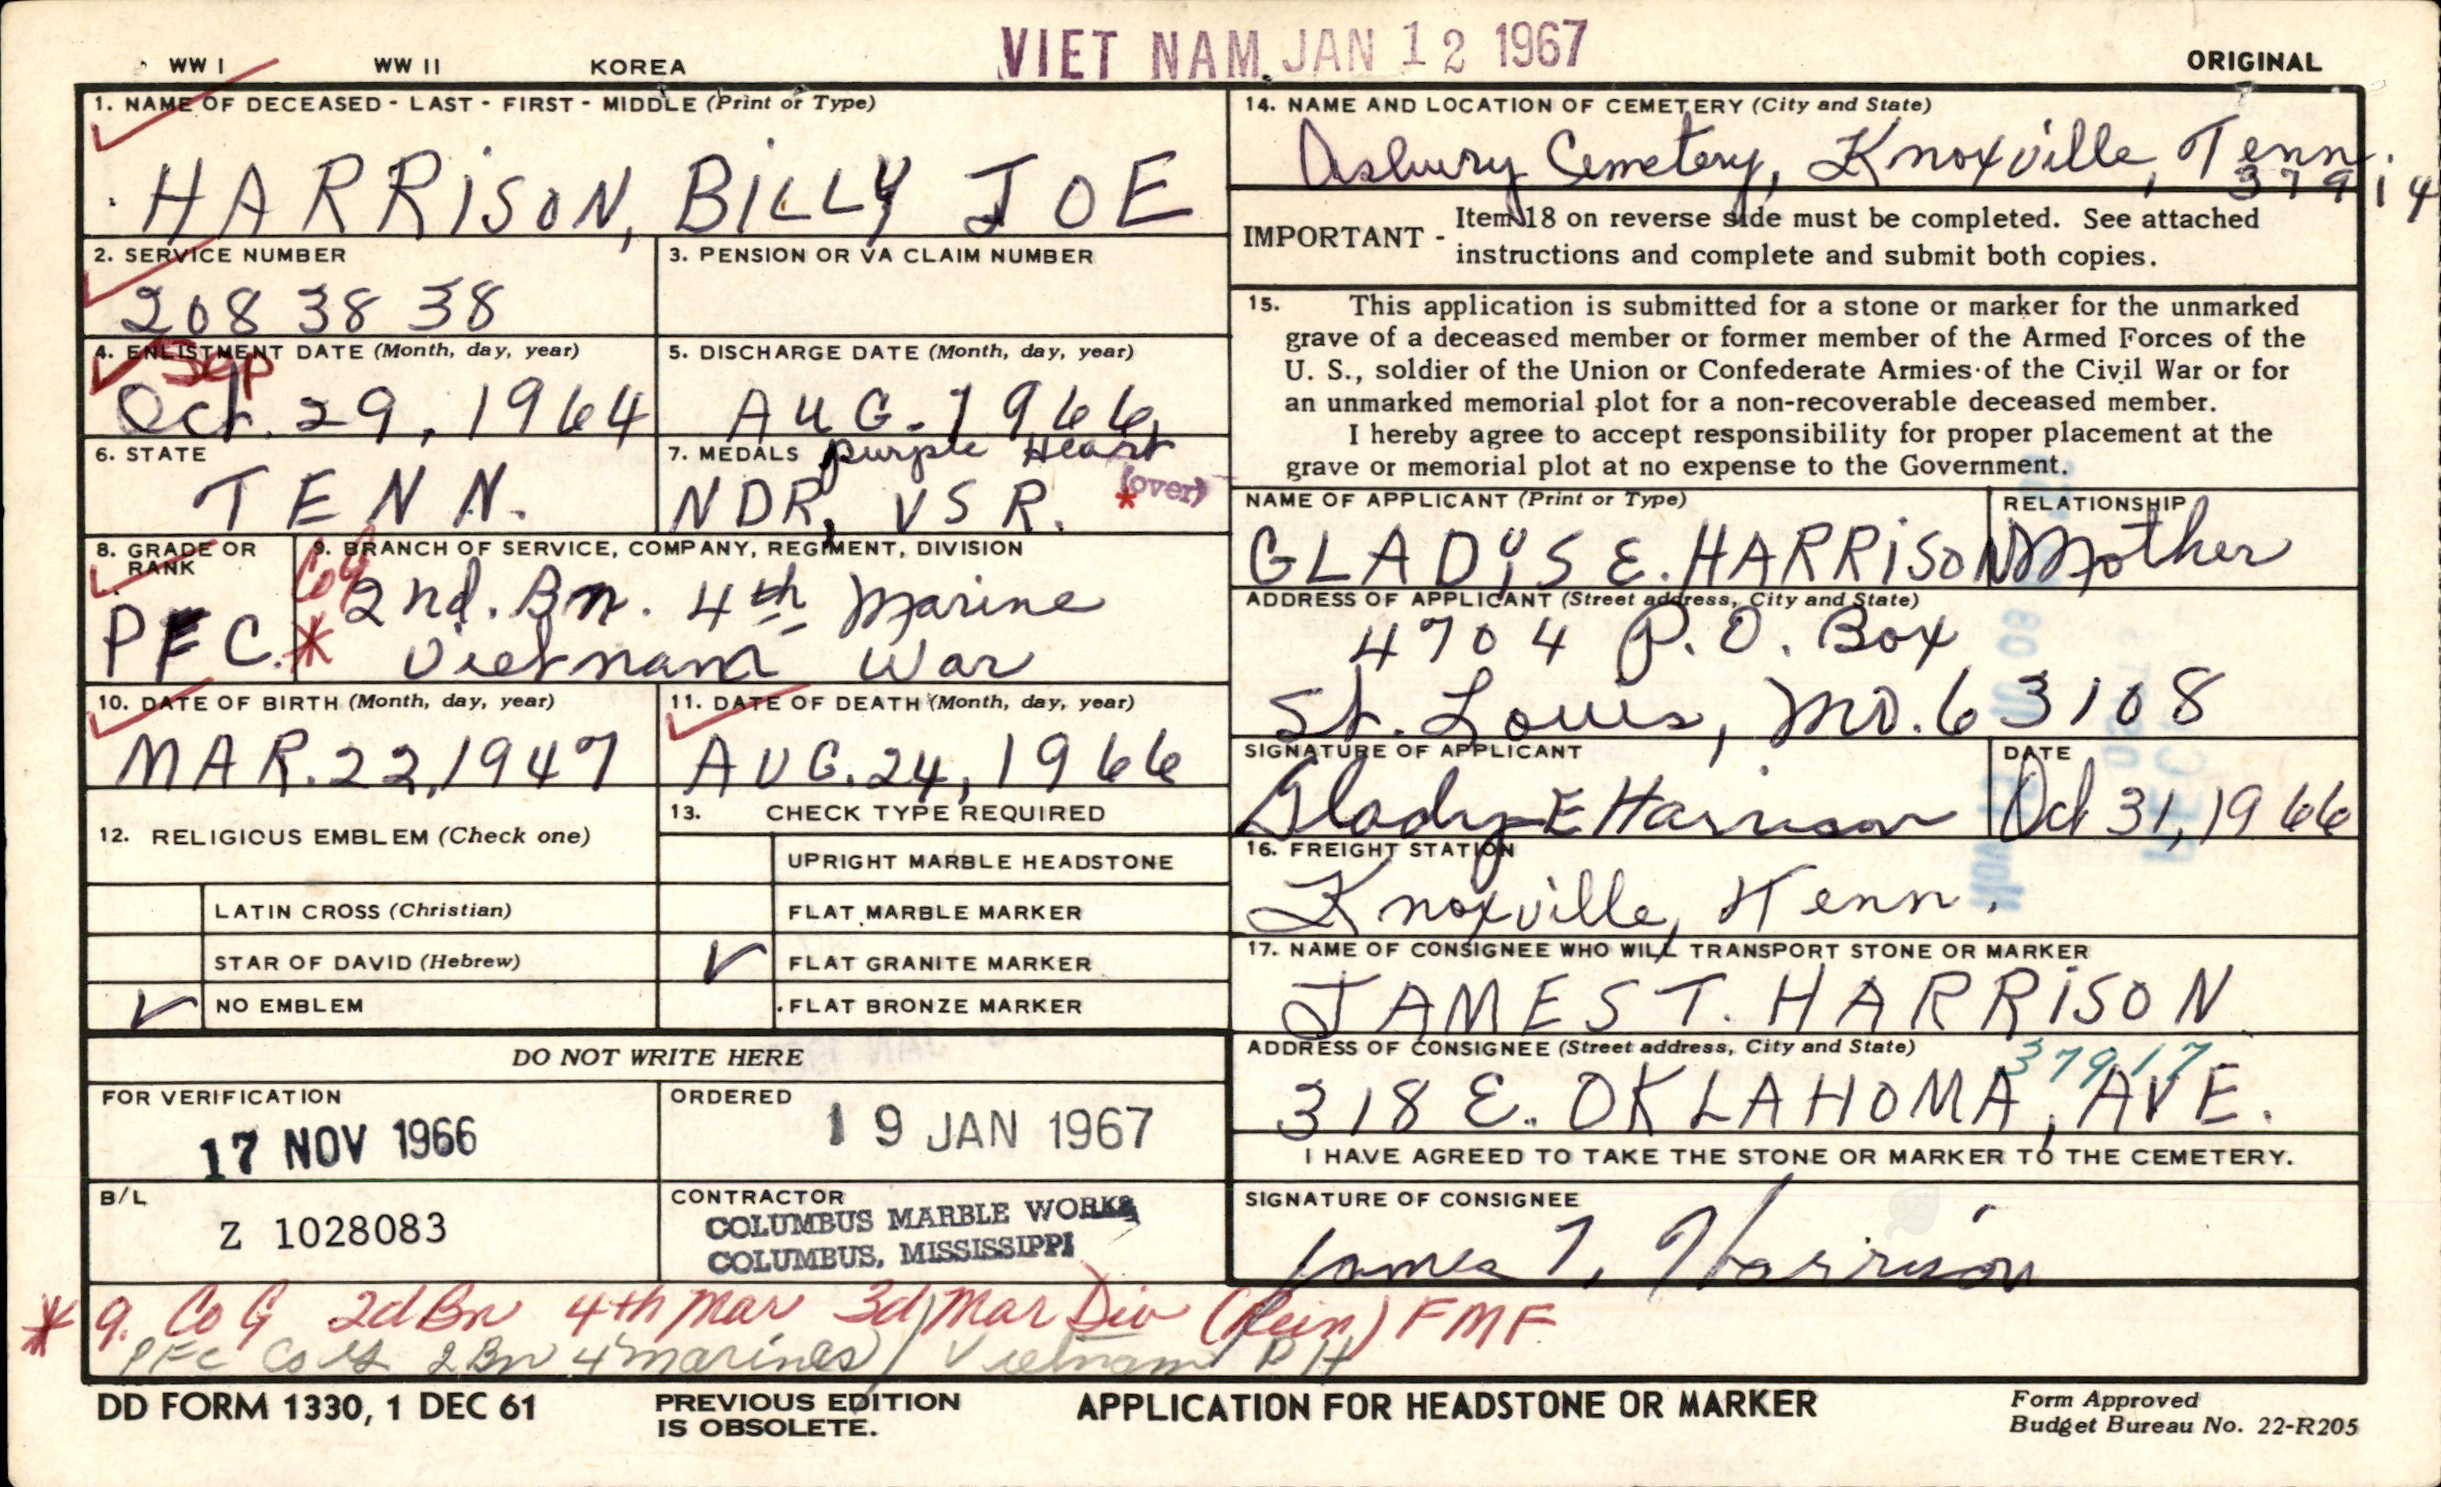 VIET NAM JAN 12 1967
WW I WW II KOREA ORIGINAL
1. NAME OF DECEASED - LAST - FIRST - MIDDLE (Print or Type)
HARRISON, BILLY JOE
2. SERVICE NUMBER
208 38 38
3. PENSION OR VA CLAIM NUMBER
4. ENLISTMENT DATE (Month, day, year)
Sep
Oct. 29, 1964
5. DISCHARGE DATE (Month, day, year)
AUG. 1966
6. STATE
TENN.
7. MEDALS Purple Heart
NDR, VSR. * (over)
8. GRADE OR
RANK
PFC.
9. BRANCH OF SERVICE, COMPANY, REGIMENT, DIVISION
Co G
2nd. Bn. 4th Marine
* Vietnam War
10. DATE OF BIRTH (Month, day, year)
MAR. 22, 1947
11. DATE OF DEATH (Month, day, year)
AUG. 24, 1966
12. RELIGIOUS EMBLEM (Check one)
LATIN CROSS (Christian)
STAR OF DAVID (Hebrew)
✓ NO EMBLEM
13. CHECK TYPE REQUIRED
UPRIGHT MARBLE HEADSTONE
FLAT MARBLE MARKER
✓ FLAT GRANITE MARKER
FLAT BRONZE MARKER
DO NOT WRITE HERE
FOR VERIFICATION
17 NOV 1966
ORDERED
19 JAN 1967
B/L
Z 1028083
CONTRACTOR
COLUMBUS MARBLE WORKS
COLUMBUS, MISSISSIPPI
14. NAME AND LOCATION OF CEMETERY (City and State)
Asbury Cemetery, Knoxville, Tenn.
37914
IMPORTANT - Item 18 on reverse side must be completed. See attached
instructions and complete and submit both copies.
15. This application is submitted for a stone or marker for the unmarked
grave of a deceased member or former member of the Armed Forces of the
U. S., soldier of the Union or Confederate Armies of the Civil War or for
an unmarked memorial plot for a non-recoverable deceased member.
I hereby agree to accept responsibility for proper placement at the
grave or memorial plot at no expense to the Government.
NAME OF APPLICANT (Print or Type)
GLADYS E. HARRISON
RELATIONSHIP
Mother
ADDRESS OF APPLICANT (Street address, City and State)
4704 P.O. Box
St. Louis, Mo. 63108
SIGNATURE OF APPLICANT
Gladys E Harrison
DATE
Oct 31, 1966
16. FREIGHT STATION
Knoxville, Tenn.
17. NAME OF CONSIGNEE WHO WILL TRANSPORT STONE OR MARKER
JAMES T. HARRISON
ADDRESS OF CONSIGNEE (Street address, City and State)
37917
318 E. OKLAHOMA, AVE.
I HAVE AGREED TO TAKE THE STONE OR MARKER TO THE CEMETERY.
SIGNATURE OF CONSIGNEE
James T. Harrison
* 9. Co G 2d Bn 4th Mar 3d Mar Div (Rein) FMF
PFC Co G 2 Bn 4 Marines Vietnam PH
DD FORM 1330, 1 DEC 61
PREVIOUS EDITION
IS OBSOLETE.
APPLICATION FOR HEADSTONE OR MARKER
Form Approved
Budget Bureau No. 22-R205